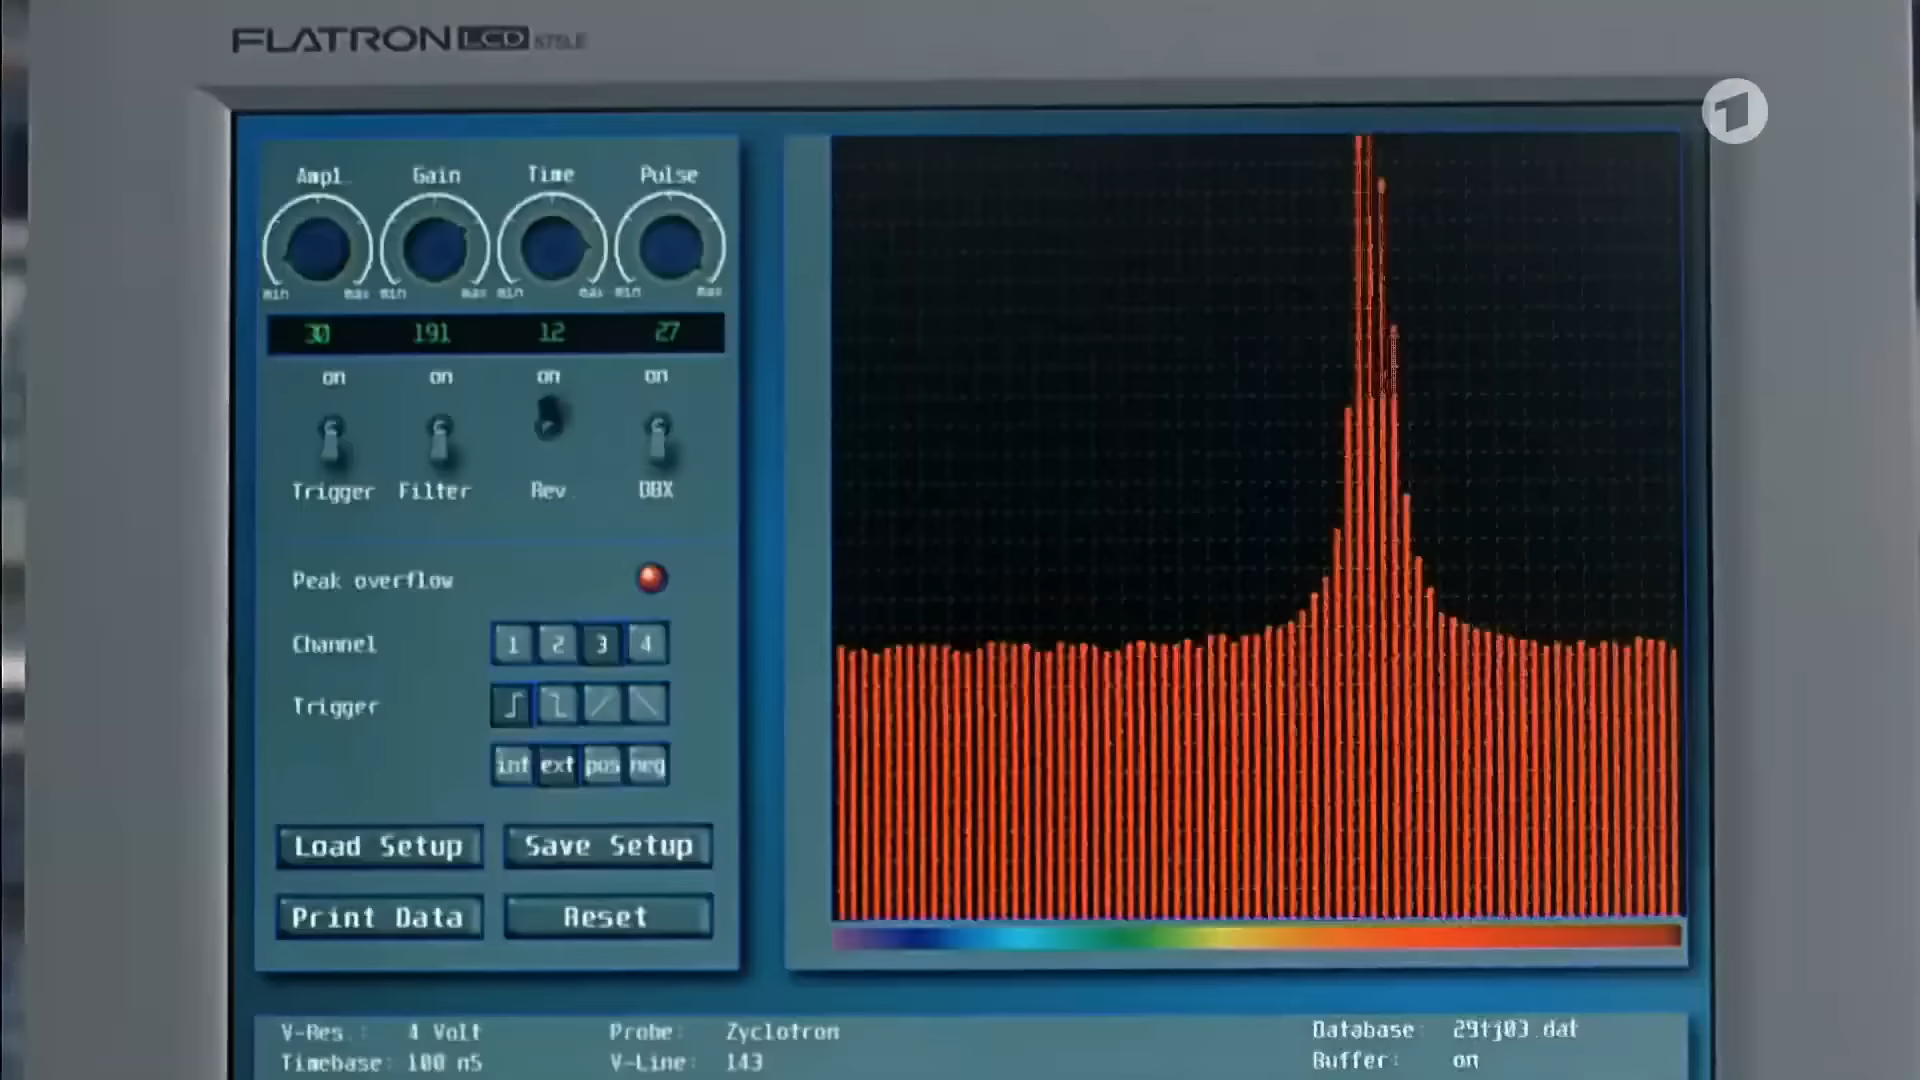 FLATRON LCD
Ampl. Gain Time Pulse
min max min max min max min max
30 191 12 27
on on on on
Trigger Filter Rev. DBX
Peak overflow
Channel 1 2 3 4
Trigger
int ext pos neg
Load Setup Save Setup
Print Data Reset
V-Res.: 4 Volt Probe: Zyclotron Database: 29tj03.dat
Timebase: 100 nS V-Line: 143 Buffer: on